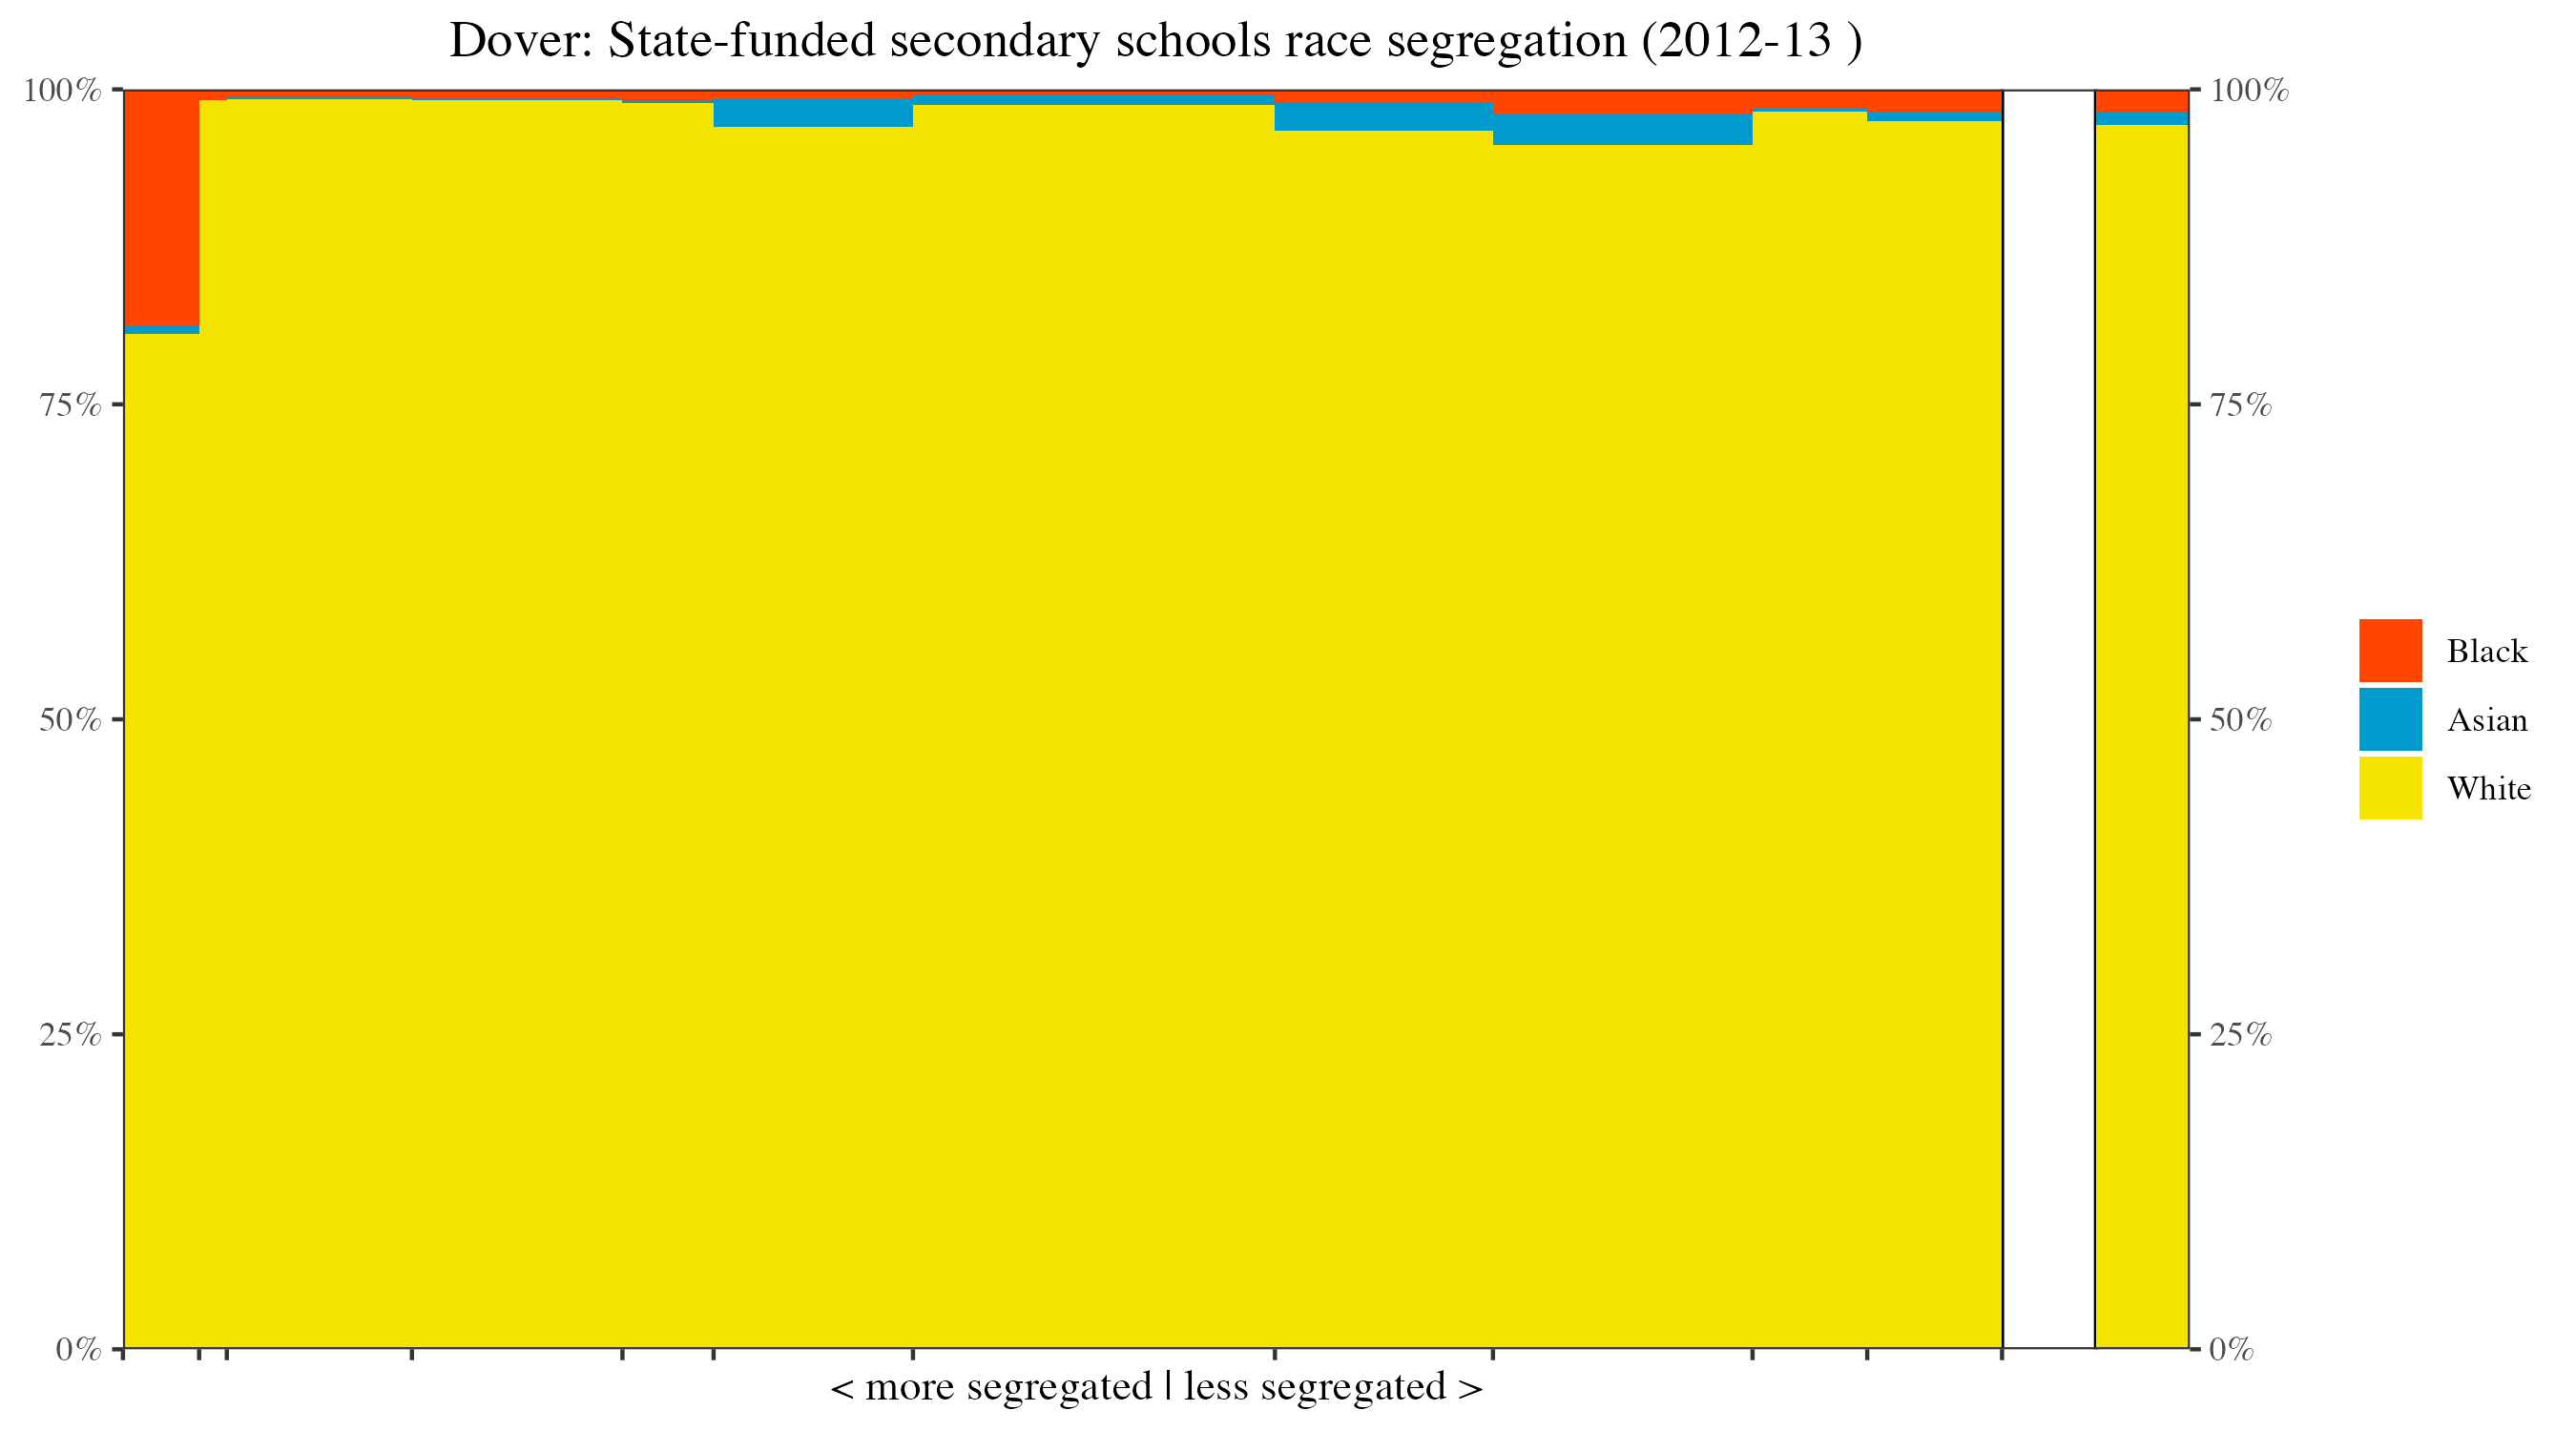 Dover: State-funded secondary schools race segregation (2012-13 )
100%
75%
50%
25%
0%
100%
75%
50%
25%
0%
Black
Asian
White
< more segregated | less segregated >